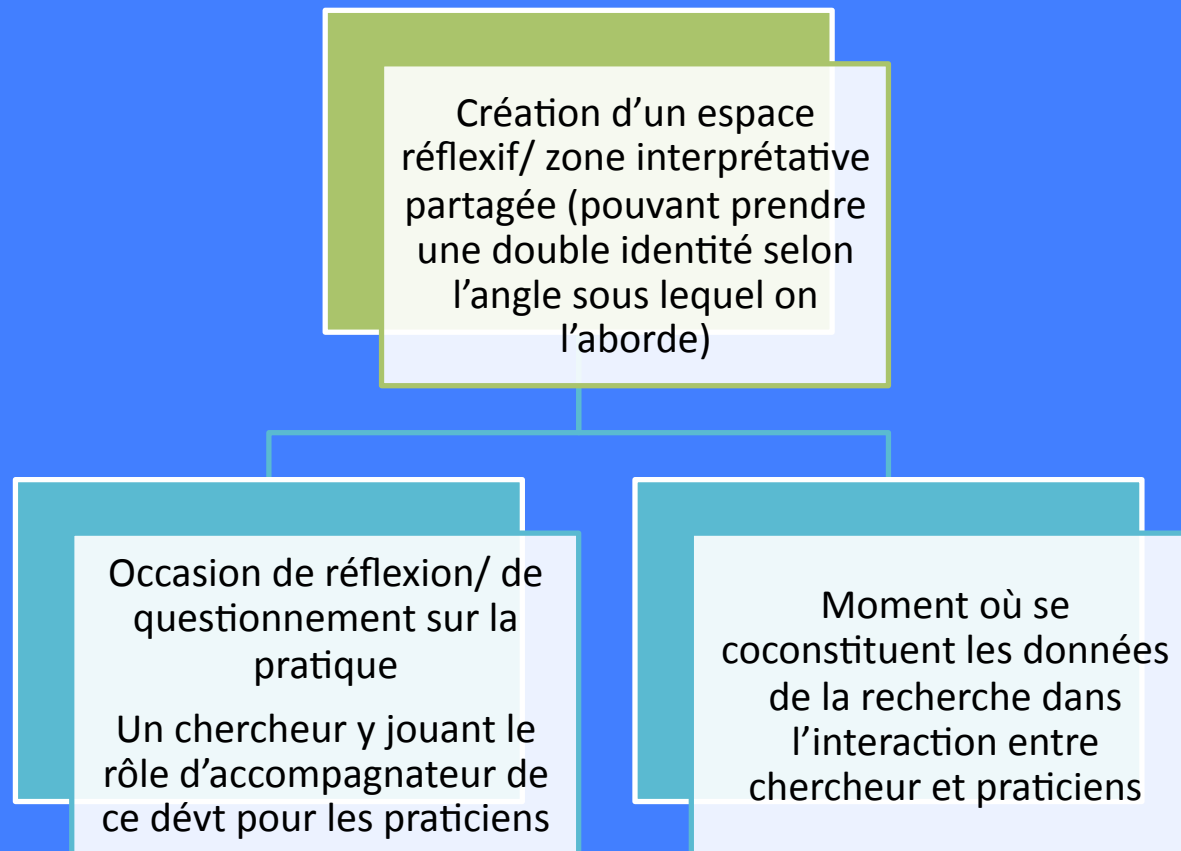 Création d’un espace
réflexif/ zone interprétative
partagée (pouvant prendre
une double identité selon
l’angle sous lequel on
l’aborde)
Occasion de réflexion/ de
questionnement sur la
pratique
Un chercheur y jouant le
rôle d’accompagnateur de
ce dévt pour les praticiens
Moment où se
coconstituent les données
de la recherche dans
l’interaction entre
chercheur et praticiens